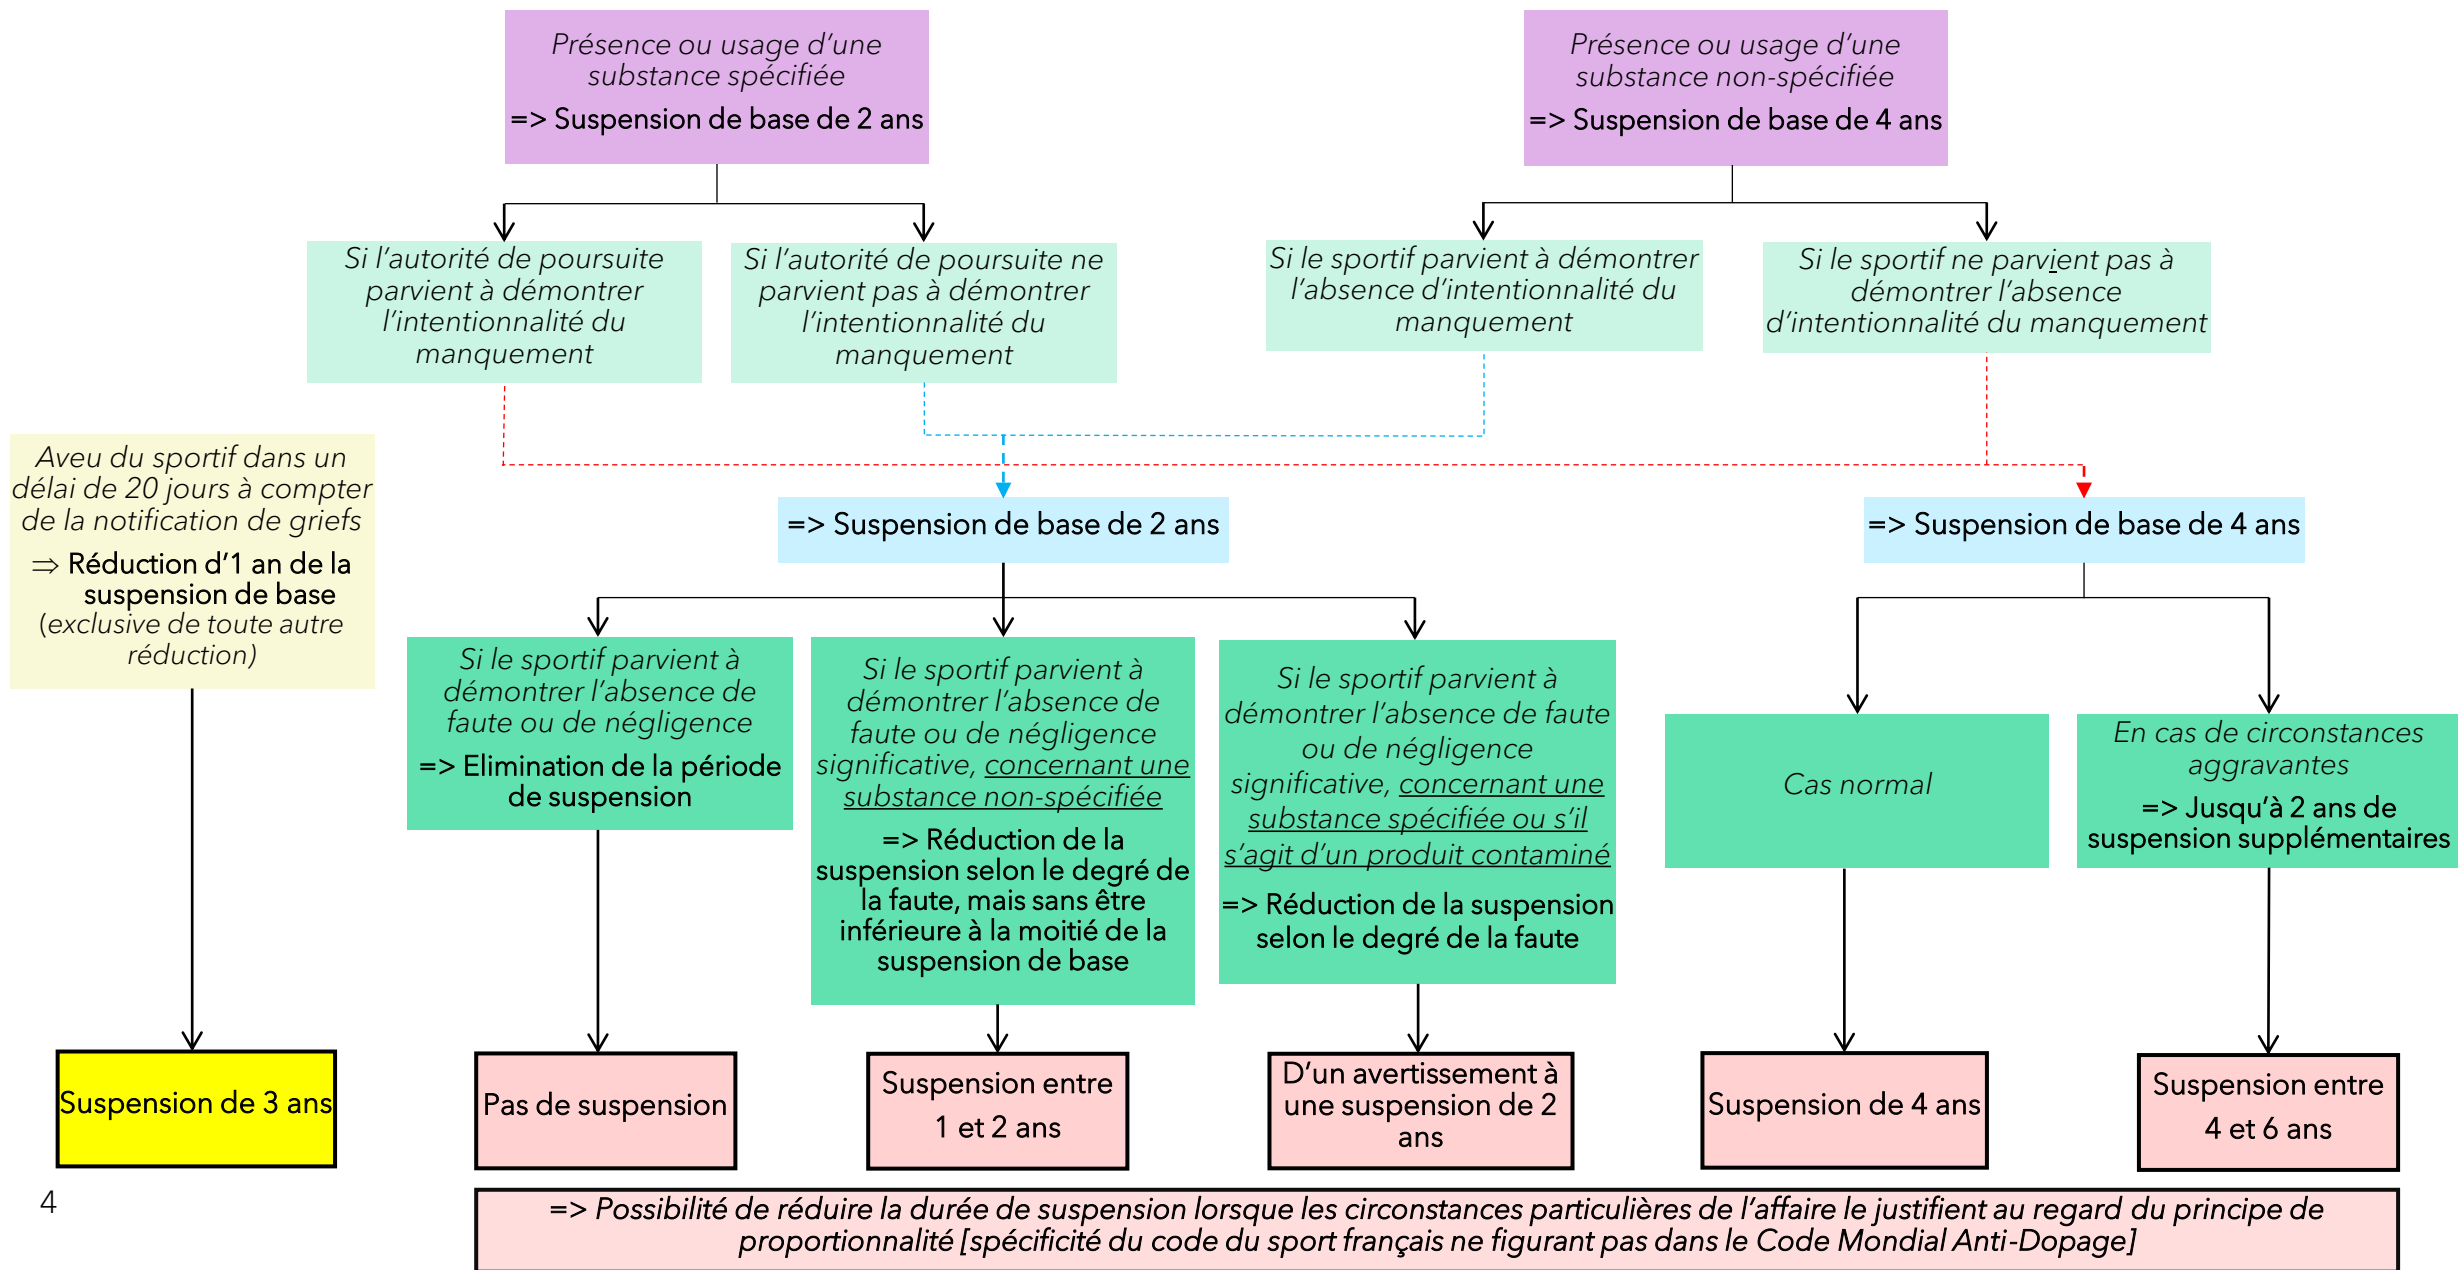 Présence ou usage d’une
substance spécifiée
=> Suspension de base de 2 ans
Présence ou usage d’une
substance non-spécifiée
=> Suspension de base de 4 ans
Si l’autorité de poursuite
parvient à démontrer
l’intentionnalité du
manquement
Si l’autorité de poursuite ne
parvient pas à démontrer
l’intentionnalité du
manquement
Si le sportif parvient à démontrer
l’absence d’intentionnalité du
manquement
Si le sportif ne parvient pas à
démontrer l’absence
d’intentionnalité du manquement
Aveu du sportif dans un
délai de 20 jours à compter
de la notification de griefs
⇒ Réduction d’1 an de la
suspension de base
(exclusive de toute autre
réduction)
=> Suspension de base de 2 ans
=> Suspension de base de 4 ans
Si le sportif parvient à
démontrer l’absence de
faute ou de négligence
=> Elimination de la période
de suspension
Si le sportif parvient à
démontrer l’absence de
faute ou de négligence
significative, concernant une
substance non-spécifiée
=> Réduction de la
suspension selon le degré de
la faute, mais sans être
inférieure à la moitié de la
suspension de base
Si le sportif parvient à
démontrer l’absence de faute
ou de négligence
significative, concernant une
substance spécifiée ou s’il
s’agit d’un produit contaminé
=> Réduction de la suspension
selon le degré de la faute
Cas normal
En cas de circonstances
aggravantes
=> Jusqu’à 2 ans de
suspension supplémentaires
Suspension de 3 ans
Pas de suspension
Suspension entre
1 et 2 ans
D’un avertissement à
une suspension de 2
ans
Suspension de 4 ans
Suspension entre
4 et 6 ans
4
=> Possibilité de réduire la durée de suspension lorsque les circonstances particulières de l’affaire le justifient au regard du principe de
proportionnalité [spécificité du code du sport français ne figurant pas dans le Code Mondial Anti-Dopage]